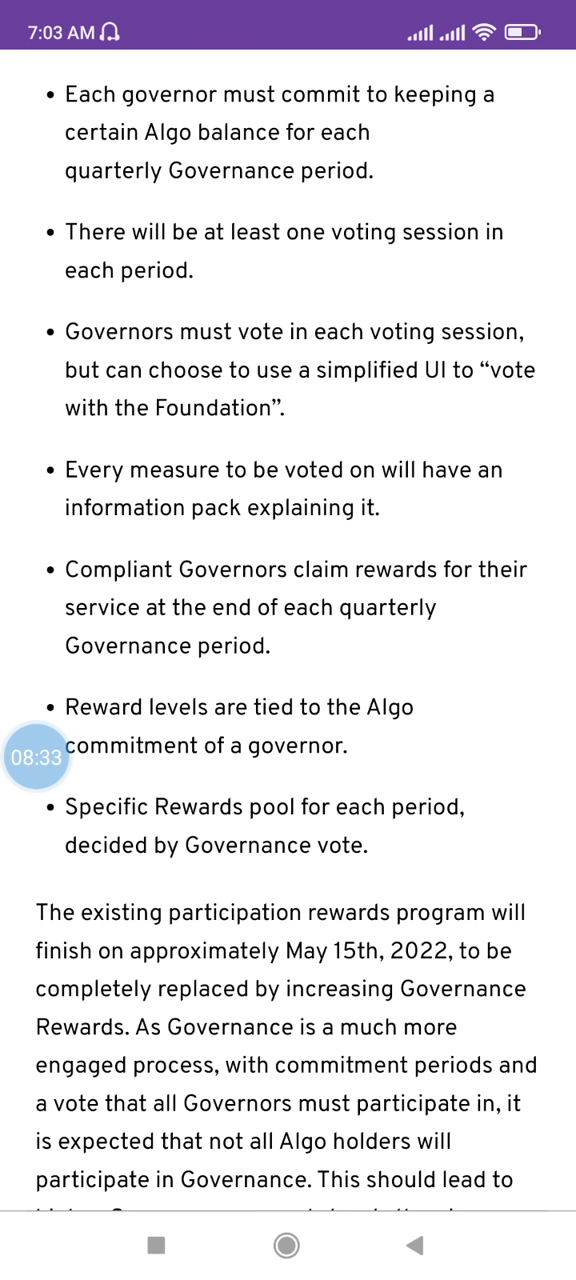 7:03 AM
• Each governor must commit to keeping a
certain Algo balance for each
quarterly Governance period.
• There will be at least one voting session in
each period.
• Governors must vote in each voting session,
but can choose to use a simplified UI to “vote
with the Foundation”.
• Every measure to be voted on will have an
information pack explaining it.
• Compliant Governors claim rewards for their
service at the end of each quarterly
Governance period.
• Reward levels are tied to the Algo
commitment of a governor.
08:33
• Specific Rewards pool for each period,
decided by Governance vote.
The existing participation rewards program will
finish on approximately May 15th, 2022, to be
completely replaced by increasing Governance
Rewards. As Governance is a much more
engaged process, with commitment periods and
a vote that all Governors must participate in, it
is expected that not all Algo holders will
participate in Governance. This should lead to